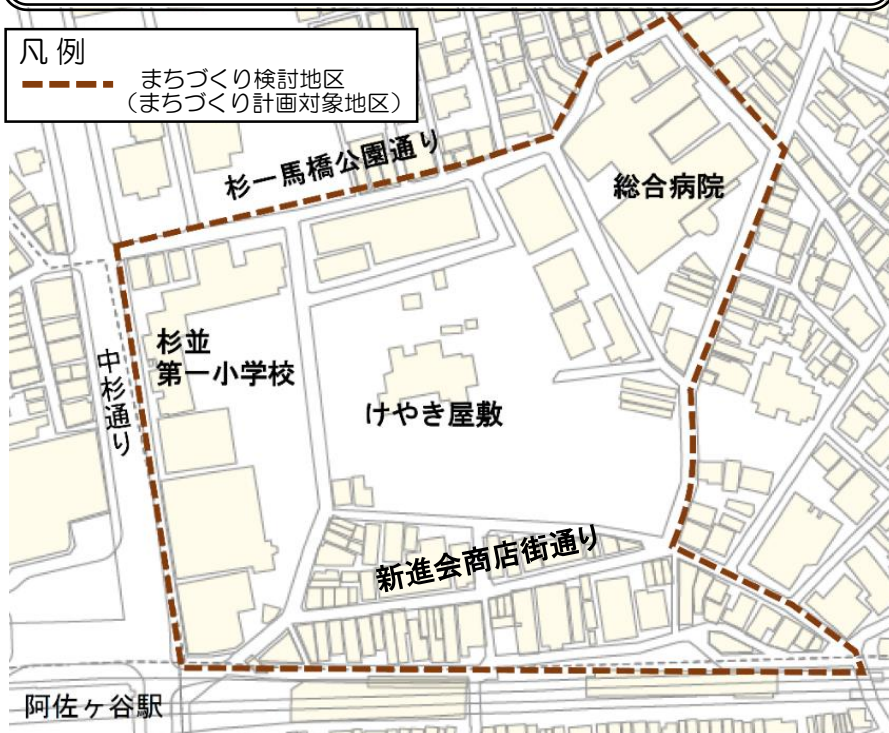 凡例
まちづくり検討地区
（まちづくり計画対象地区）
杉一馬橋公園通り
総合病院
杉並
第一小学校
中杉通り
けやき屋敷
新進会商店街通り
阿佐ヶ谷駅